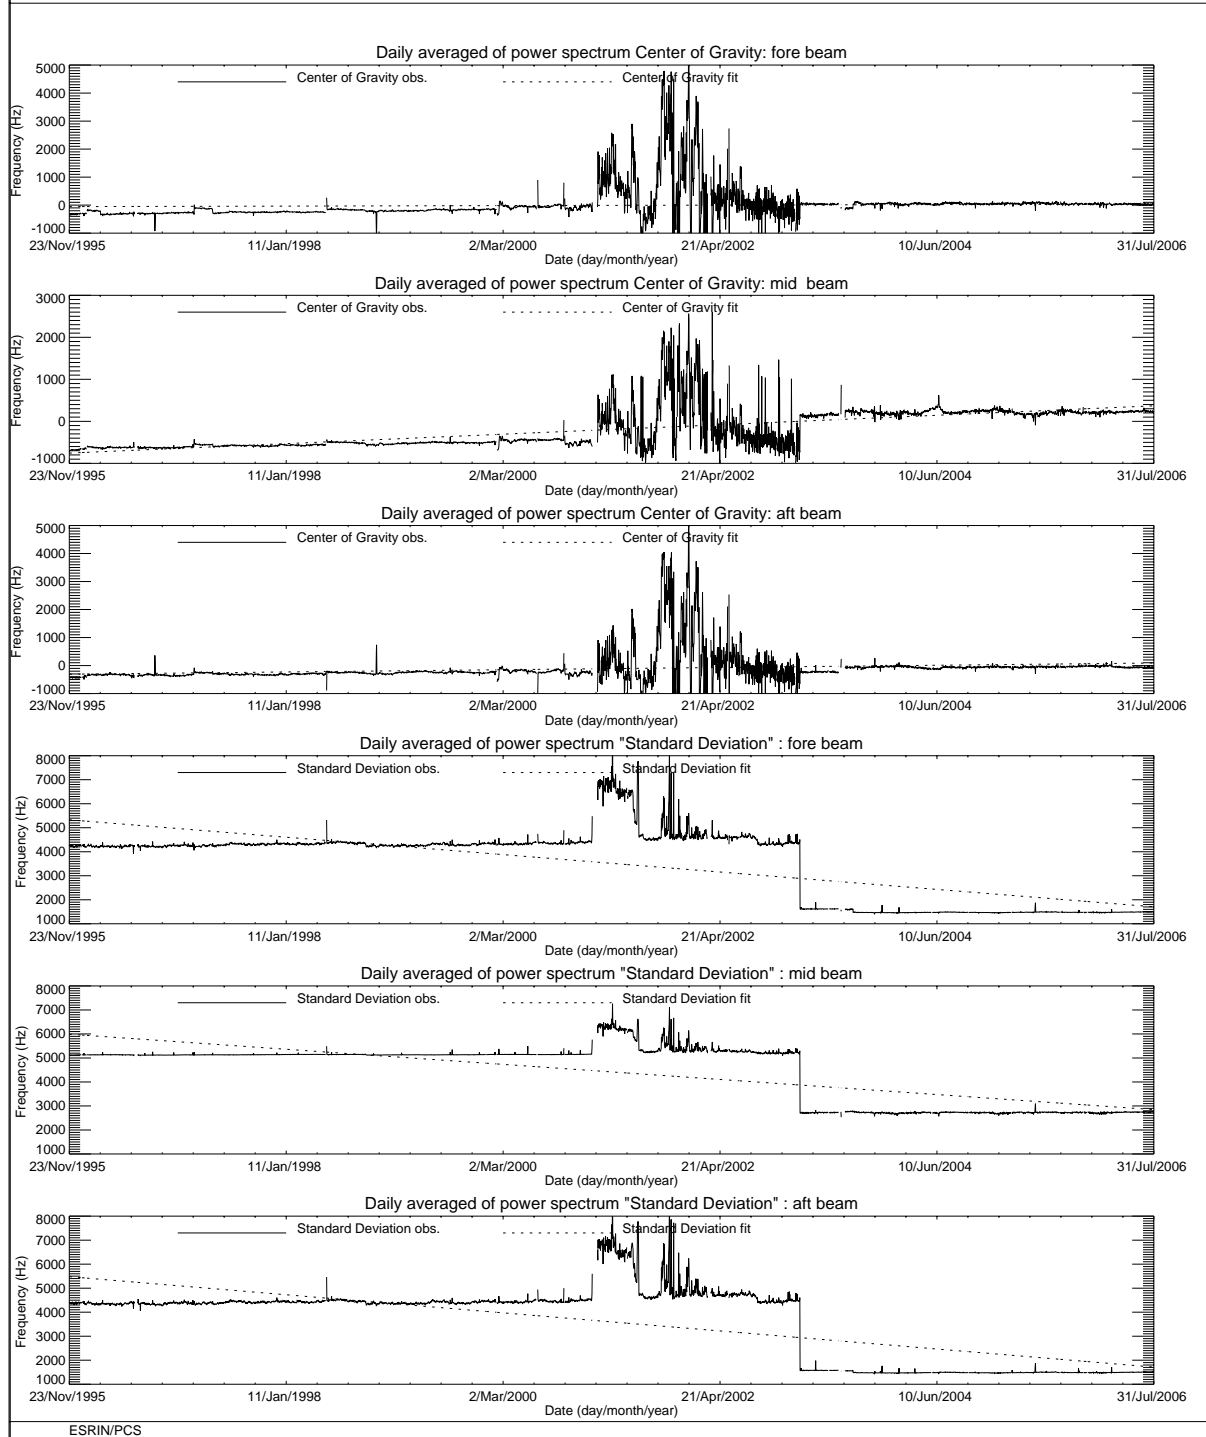 Daily averaged of power spectrum Center of Gravity: fore beam
Center of Gravity obs.
Center of Gravity fit
5000
4000
3000
2000
1000
0
-1000
Frequency (Hz)
23/Nov/1995 11/Jan/1998 2/Mar/2000 21/Apr/2002 10/Jun/2004 31/Jul/2006
Date (day/month/year)
Daily averaged of power spectrum Center of Gravity: mid beam
Center of Gravity obs.
Center of Gravity fit
3000
2000
1000
0
-1000
Frequency (Hz)
23/Nov/1995 11/Jan/1998 2/Mar/2000 21/Apr/2002 10/Jun/2004 31/Jul/2006
Date (day/month/year)
Daily averaged of power spectrum Center of Gravity: aft beam
Center of Gravity obs.
Center of Gravity fit
5000
4000
3000
2000
1000
0
-1000
Frequency (Hz)
23/Nov/1995 11/Jan/1998 2/Mar/2000 21/Apr/2002 10/Jun/2004 31/Jul/2006
Date (day/month/year)
Daily averaged of power spectrum "Standard Deviation" : fore beam
Standard Deviation obs.
Standard Deviation fit
8000
7000
6000
5000
4000
3000
2000
1000
Frequency (Hz)
23/Nov/1995 11/Jan/1998 2/Mar/2000 21/Apr/2002 10/Jun/2004 31/Jul/2006
Date (day/month/year)
Daily averaged of power spectrum "Standard Deviation" : mid beam
Standard Deviation obs.
Standard Deviation fit
8000
7000
6000
5000
4000
3000
2000
1000
Frequency (Hz)
23/Nov/1995 11/Jan/1998 2/Mar/2000 21/Apr/2002 10/Jun/2004 31/Jul/2006
Date (day/month/year)
Daily averaged of power spectrum "Standard Deviation" : aft beam
Standard Deviation obs.
Standard Deviation fit
8000
7000
6000
5000
4000
3000
2000
1000
Frequency (Hz)
23/Nov/1995 11/Jan/1998 2/Mar/2000 21/Apr/2002 10/Jun/2004 31/Jul/2006
Date (day/month/year)
ESRIN/PCS